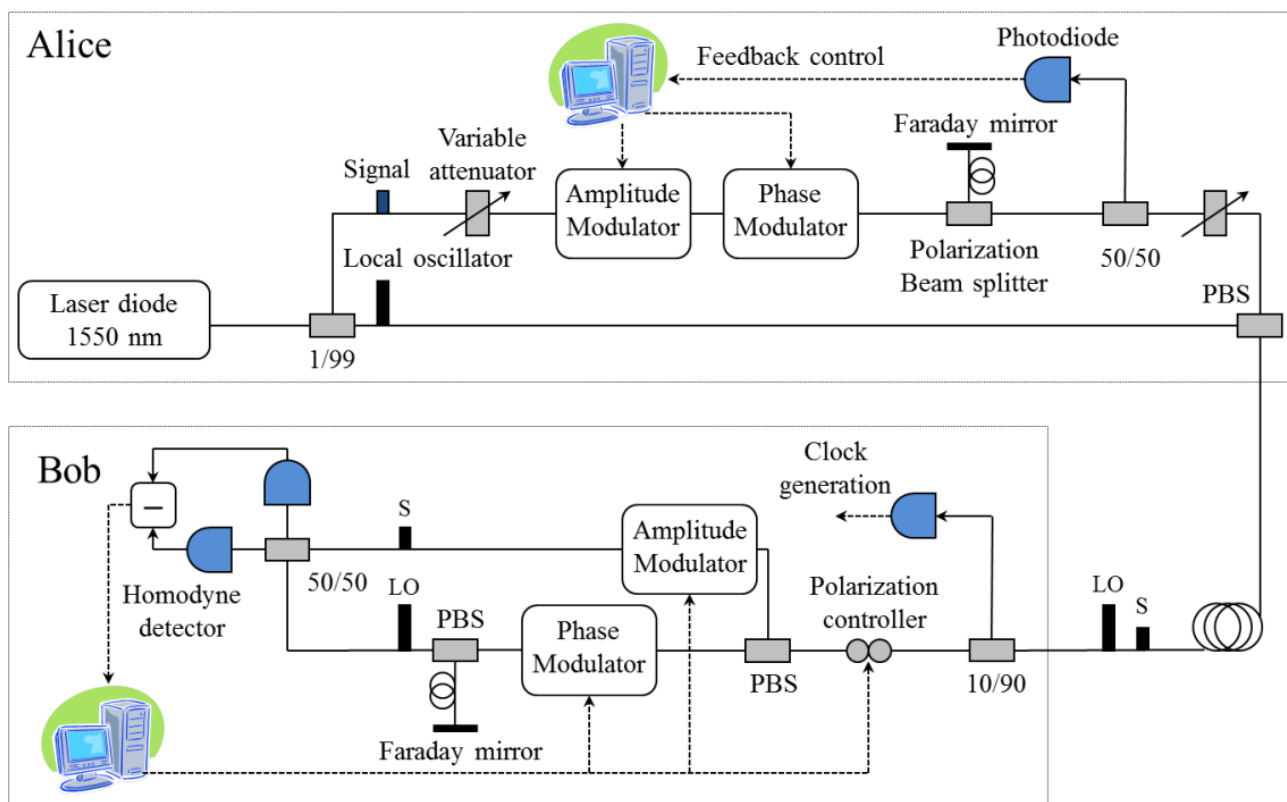 Alice
Photodiode
Feedback control
Faraday mirror
Variable
attenuator
Signal
Amplitude
Modulator
Phase
Modulator
Local oscillator
Polarization
Beam splitter
50/50
Laser diode
1550 nm
PBS
1/99
Bob
Clock
generation
–
S
Amplitude
Modulator
50/50
LO
Polarization
controller
LO
S
Homodyne
detector
PBS
Phase
Modulator
PBS
10/90
Faraday mirror